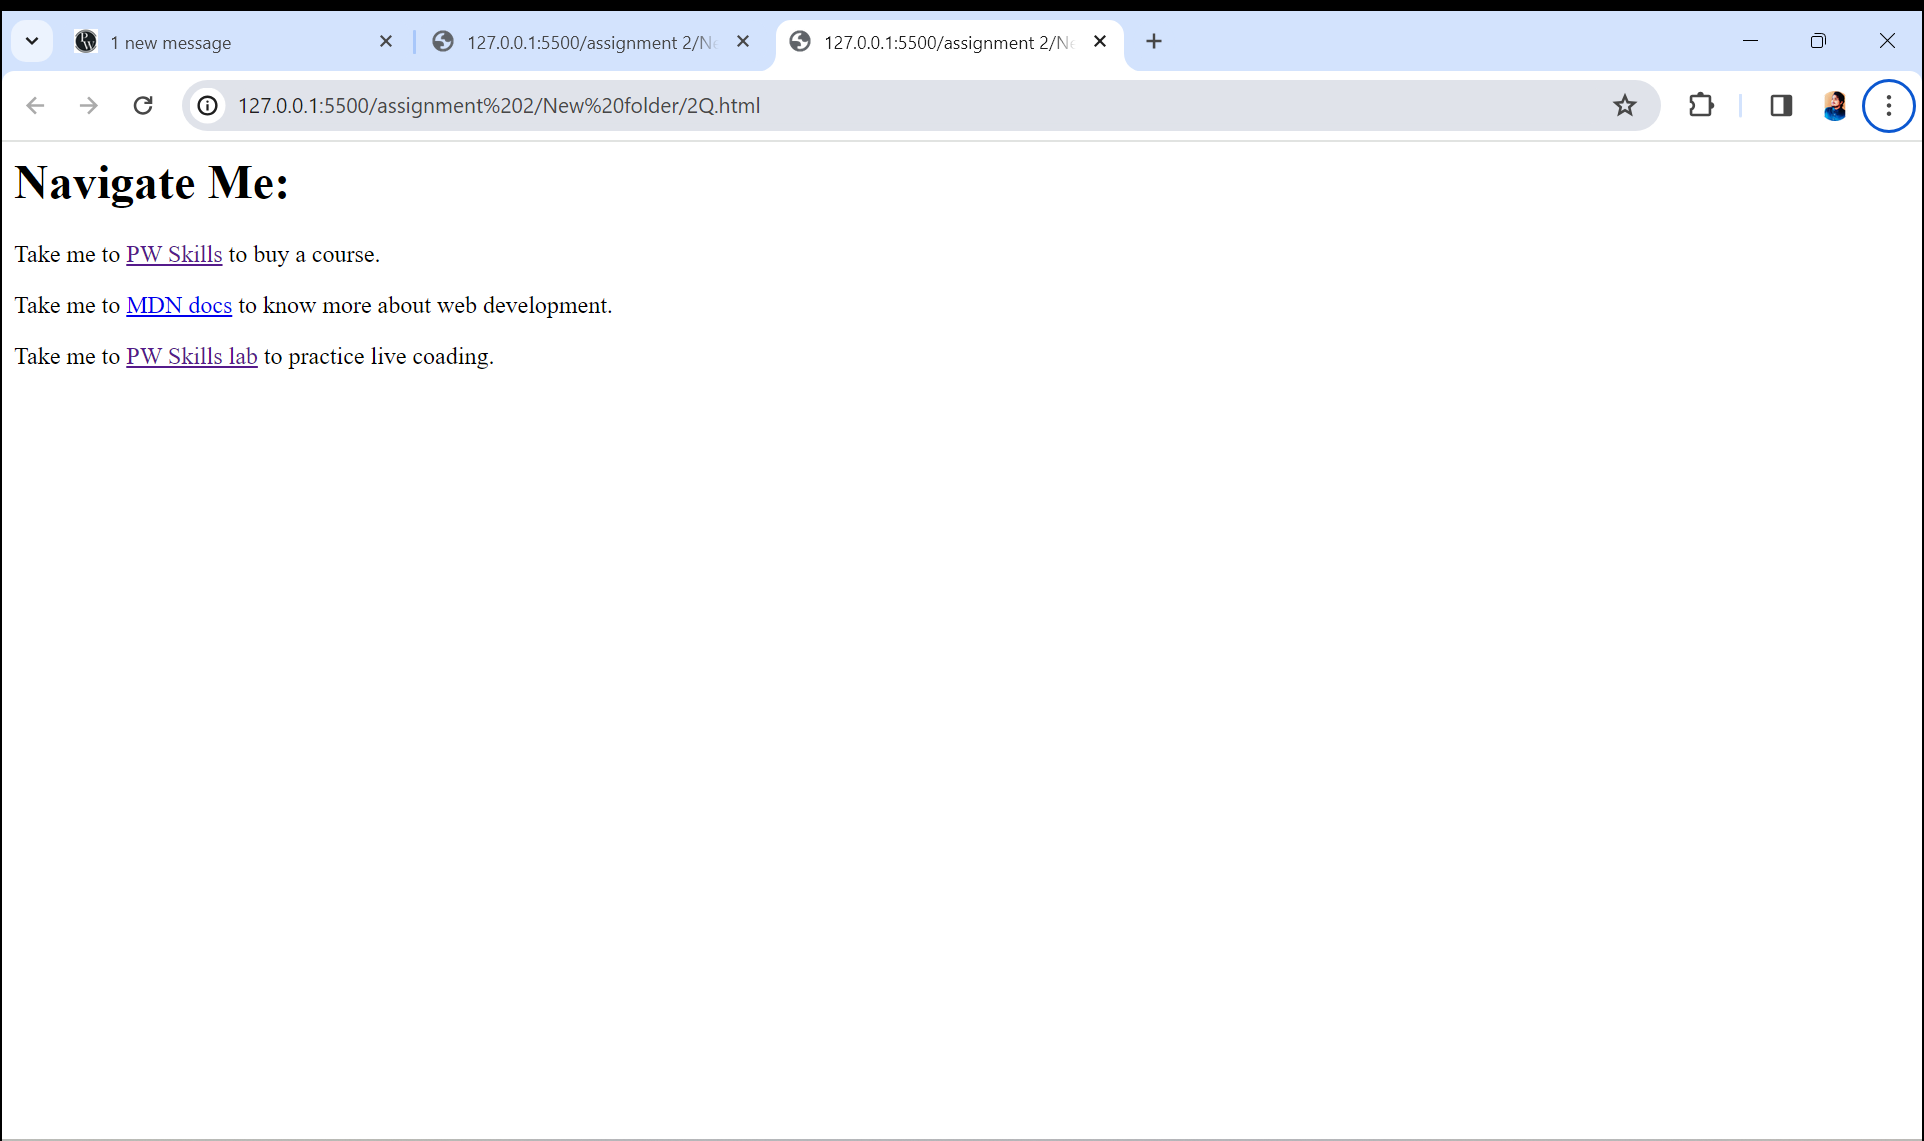 1 new message
127.0.0.1:5500/assignment 2/Ne
127.0.0.1:5500/assignment 2/Ne
127.0.0.1:5500/assignment%202/New%20folder/2Q.html
Navigate Me:
Take me to PW Skills to buy a course.
Take me to MDN docs to know more about web development.
Take me to PW Skills lab to practice live coading.